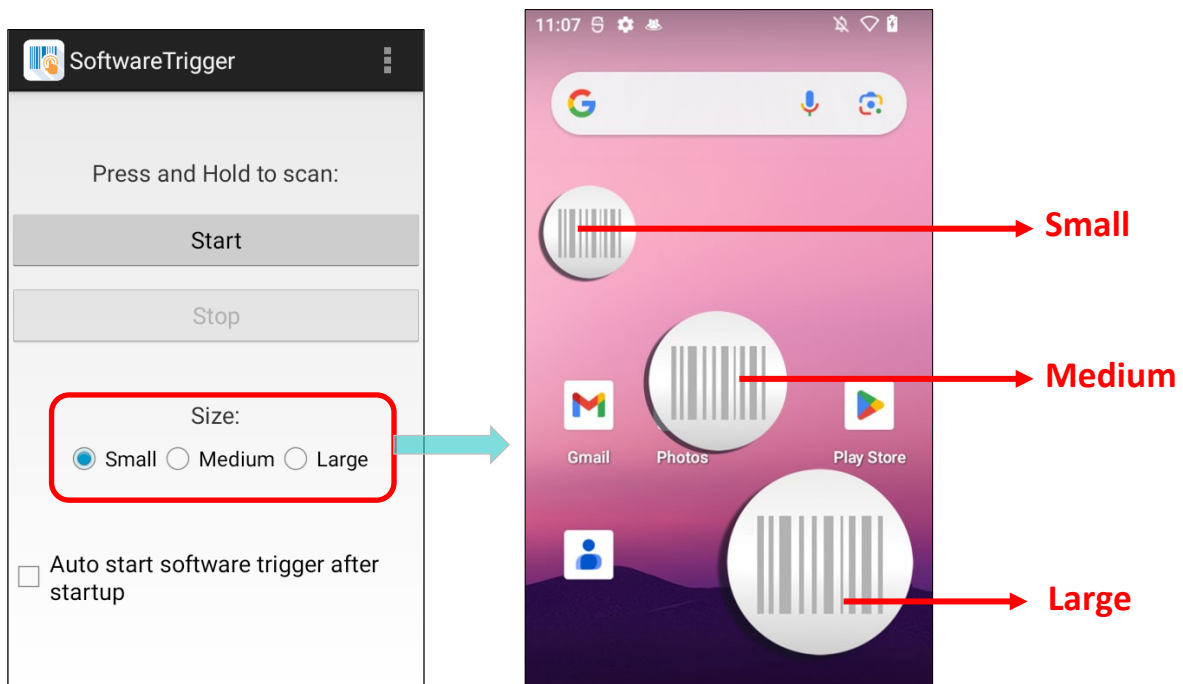 SoftwareTrigger
Press and Hold to scan:
Start
Stop
Size:
Small Medium Large
Auto start software trigger after
startup
11:07
Small
Medium
Gmail Photos Play Store
Large